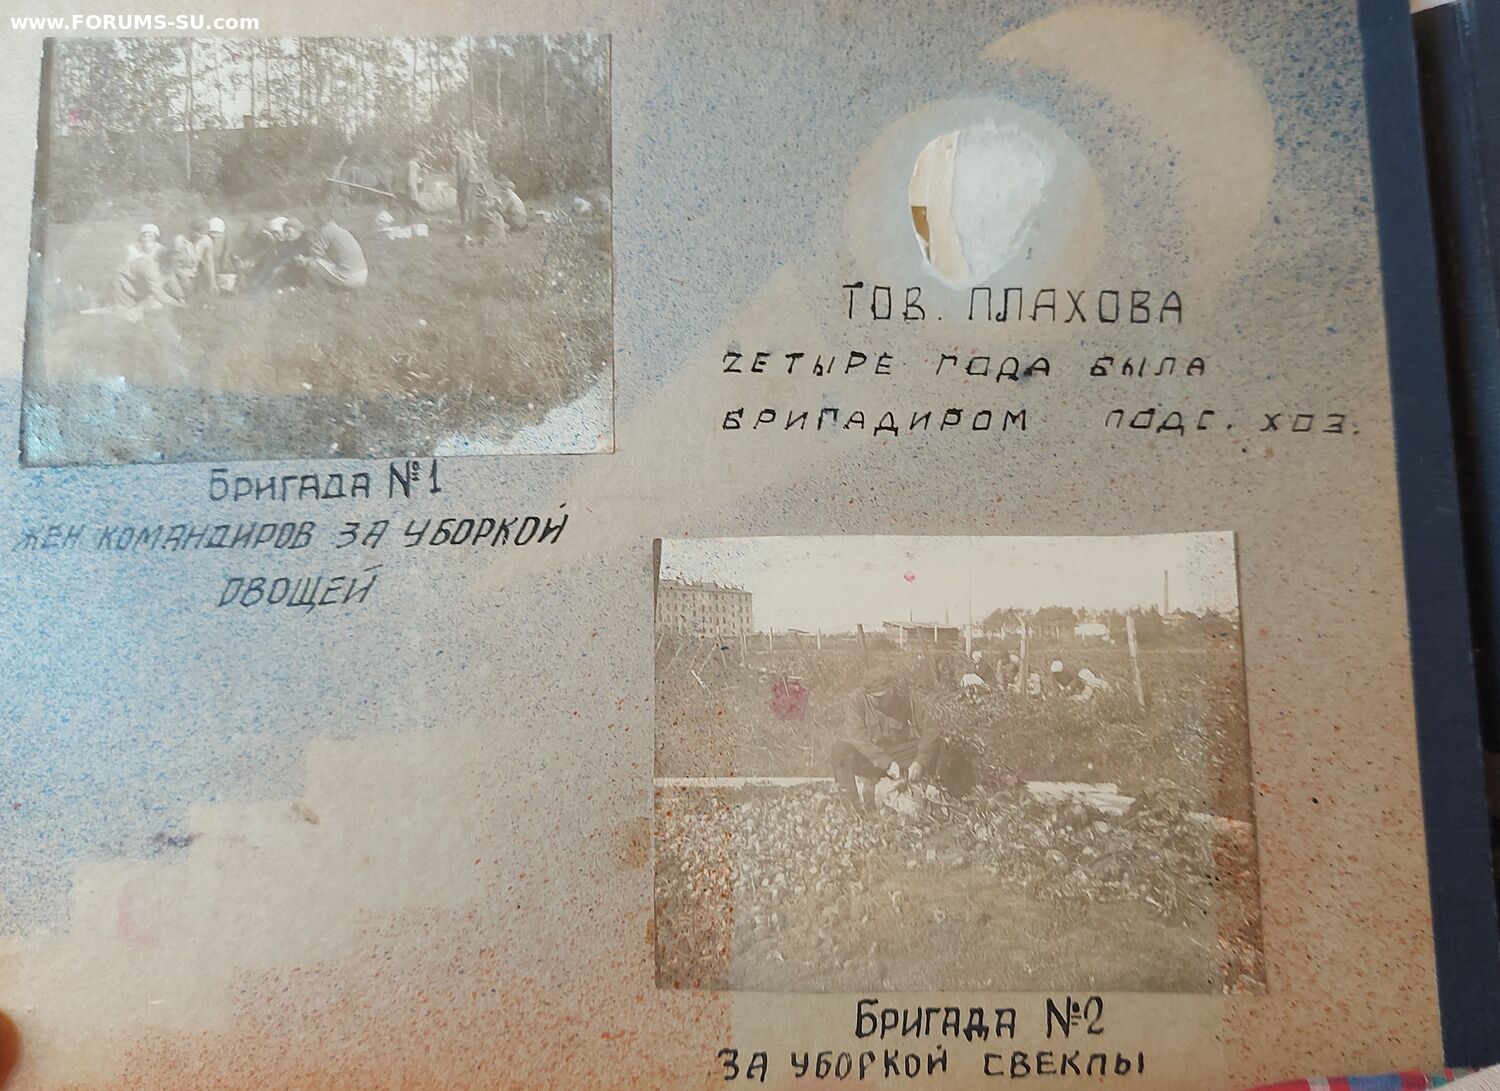 www.FORUMS-SU.com
Бригада №1
жен командиров за уборкой
овощей
ТОВ. ПЛАХОВА
ЧЕТЫРЕ ГОДА БЫЛА
БРИГАДИРОМ ПОДС. ХОЗ.
Бригада №2
ЗА УБОРКОЙ СВЕКЛЫ